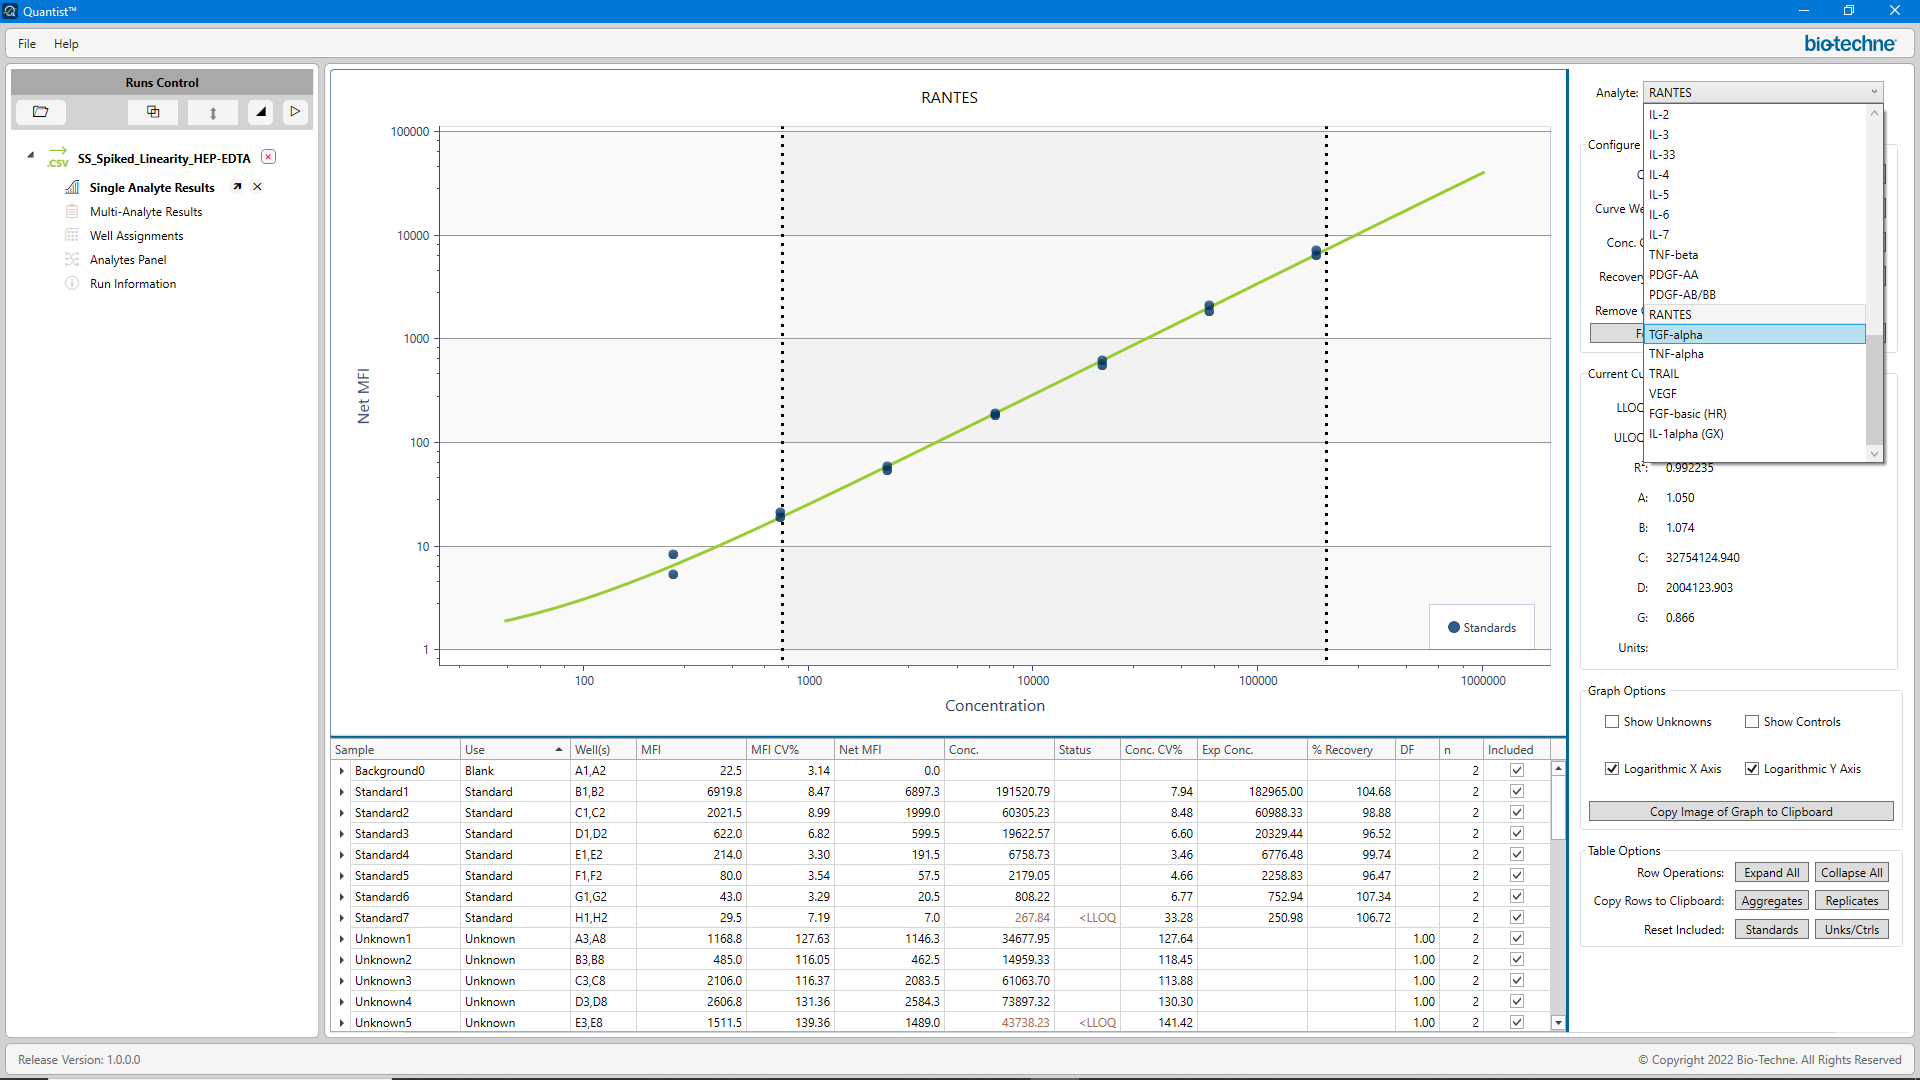 Quantist™
File Help
bio-techne
Runs Control
.CSV SS_Spiked_Linearity_HEP-EDTA
Single Analyte Results
Multi-Analyte Results
Well Assignments
Analytes Panel
Run Information
RANTES
100000
10000
1000
100
10
1
Net MFI
100 1000 10000 100000 1000000
Concentration
Standards
Analyte: RANTES
IL-2
IL-3
IL-33
IL-4
IL-5
IL-6
IL-7
TNF-beta
PDGF-AA
PDGF-AB/BB
RANTES
TGF-alpha
TNF-alpha
TRAIL
VEGF
FGF-basic (HR)
IL-1alpha (GX)
Configure
Curve We
Conc.
Recovery
Remove
Current Cu
LLOQ
ULOQ
R²: 0.992235
A: 1.050
B: 1.074
C: 32754124.940
D: 2004123.903
G: 0.866
Units:
Graph Options
Show Unknowns Show Controls
Logarithmic X Axis Logarithmic Y Axis
Copy Image of Graph to Clipboard
Table Options
Row Operations: Expand All Collapse All
Copy Rows to Clipboard: Aggregates Replicates
Reset Included: Standards Unks/Ctrls
Sample Use Well(s) MFI MFI CV% Net MFI Conc. Status Conc. CV% Exp Conc. % Recovery DF n Included
Background0 Blank A1,A2 22.5 3.14 0.0 2
Standard1 Standard B1,B2 6919.8 8.47 6897.3 191520.79 7.94 182965.00 104.68 2
Standard2 Standard C1,C2 2021.5 8.99 1999.0 60305.23 8.48 60988.33 98.88 2
Standard3 Standard D1,D2 622.0 6.82 599.5 19622.57 6.60 20329.44 96.52 2
Standard4 Standard E1,E2 214.0 3.30 191.5 6758.73 3.46 6776.48 99.74 2
Standard5 Standard F1,F2 80.0 3.54 57.5 2179.05 4.66 2258.83 96.47 2
Standard6 Standard G1,G2 43.0 3.29 20.5 808.22 6.77 752.94 107.34 2
Standard7 Standard H1,H2 29.5 7.19 7.0 267.84 <LLOQ 33.28 250.98 106.72 2
Unknown1 Unknown A3,A8 1168.8 127.63 1146.3 34677.95 127.64 1.00 2
Unknown2 Unknown B3,B8 485.0 116.05 462.5 14959.33 118.45 1.00 2
Unknown3 Unknown C3,C8 2106.0 116.37 2083.5 61063.70 113.88 1.00 2
Unknown4 Unknown D3,D8 2606.8 131.36 2584.3 73897.32 130.30 1.00 2
Unknown5 Unknown E3,E8 1511.5 139.36 1489.0 43738.23 <LLOQ 141.42 1.00 2
Release Version: 1.0.0.0
© Copyright 2022 Bio-Techne. All Rights Reserved